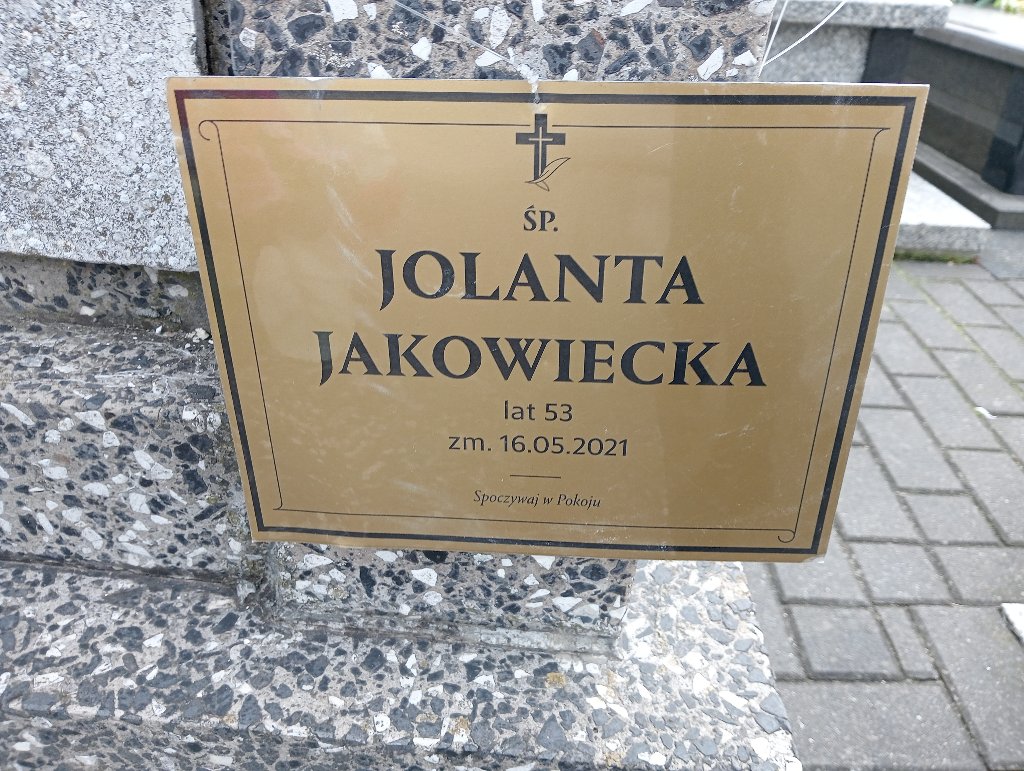 ŚP.
JOLANTA
JAKOWIECKA
lat 53
zm. 16.05.2021
Spoczywaj w Pokoju